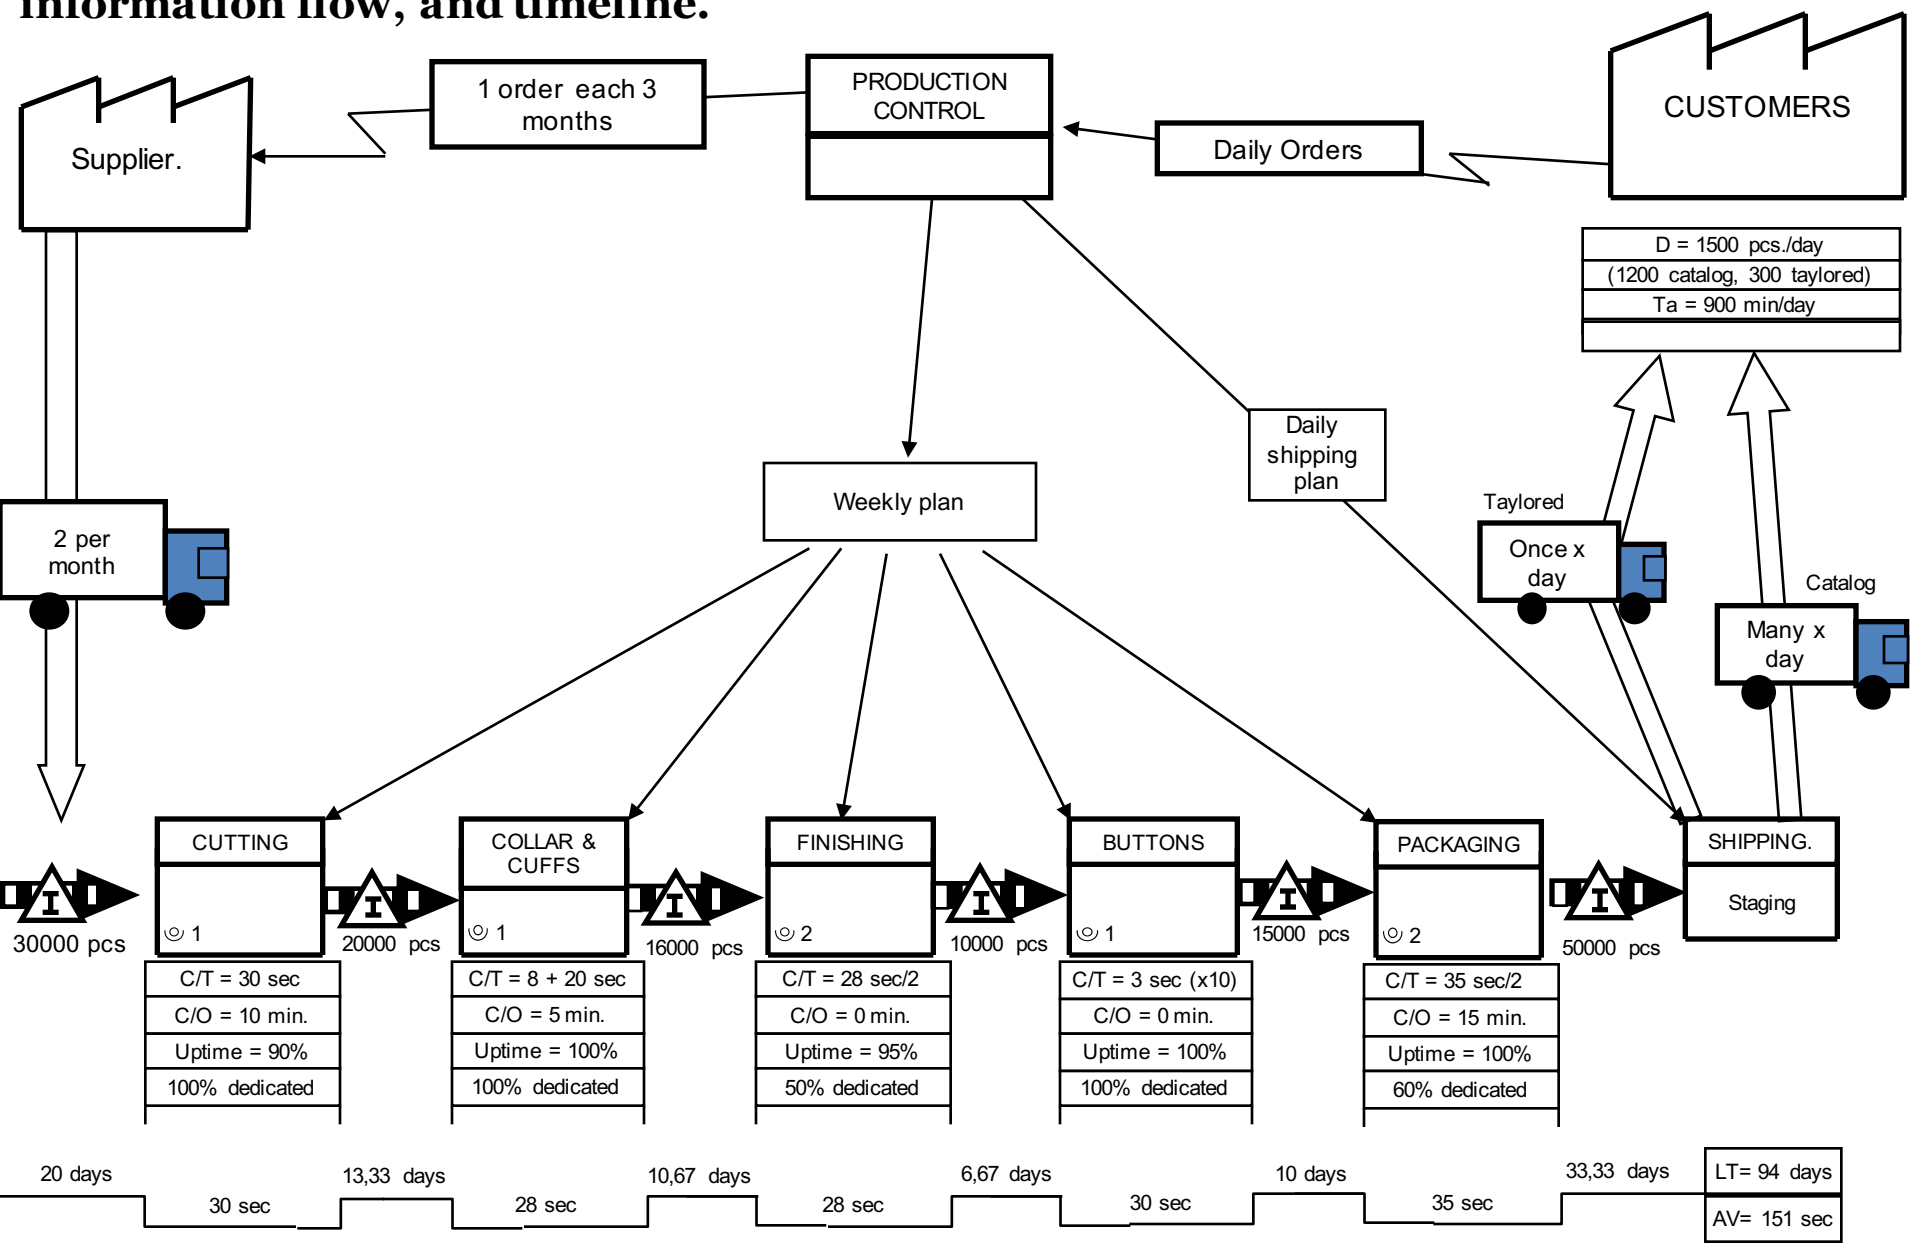 information flow, and timeline.
1 order each 3
months
PRODUCTION
CONTROL
CUSTOMERS
Supplier.
Daily Orders
D = 1500 pcs./day
(1200 catalog, 300 taylored)
Ta = 900 min/day
Daily
shipping
plan
Weekly plan
Taylored
Once x
day
2 per
month
Catalog
Many x
day
CUTTING
1
COLLAR &
CUFFS
1
FINISHING
2
BUTTONS
1
PACKAGING
2
SHIPPING.
Staging
I
30000 pcs
I
20000 pcs
I
16000 pcs
I
10000 pcs
I
15000 pcs
I
50000 pcs
C/T = 30 sec
C/O = 10 min.
Uptime = 90%
100% dedicated
C/T = 8 + 20 sec
C/O = 5 min.
Uptime = 100%
100% dedicated
C/T = 28 sec/2
C/O = 0 min.
Uptime = 95%
50% dedicated
C/T = 3 sec (x10)
C/O = 0 min.
Uptime = 100%
100% dedicated
C/T = 35 sec/2
C/O = 15 min.
Uptime = 100%
60% dedicated
20 days
30 sec
13,33 days
28 sec
10,67 days
28 sec
6,67 days
30 sec
10 days
35 sec
33,33 days
LT= 94 days
AV= 151 sec